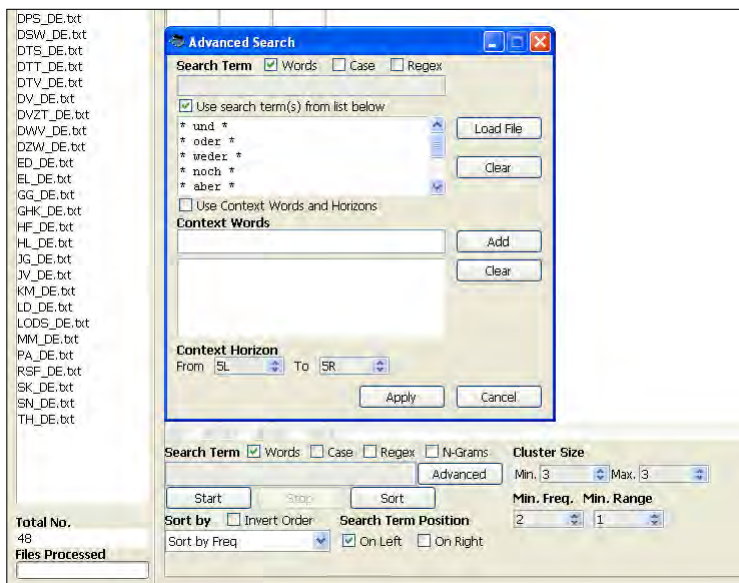 DPS_DE.txt
DSW_DE.txt
DTS_DE.txt
DTT_DE.txt
DTV_DE.txt
DV_DE.txt
DVZT_DE.txt
DWV_DE.txt
DZW_DE.txt
ED_DE.txt
EL_DE.txt
GG_DE.txt
GHK_DE.txt
HF_DE.txt
HL_DE.txt
JG_DE.txt
JV_DE.txt
KM_DE.txt
LD_DE.txt
LODS_DE.txt
MM_DE.txt
PA_DE.txt
RSF_DE.txt
SK_DE.txt
SN_DE.txt
TH_DE.txt
Total No.
48
Files Processed
Advanced Search
Search Term Words Case Regex
Use search term(s) from list below
* und *
* oder *
* weder *
* noch *
* aber *
Load File
Clear
Use Context Words and Horizons
Context Words
Add
Clear
Context Horizon
From 5L To 5R
Apply Cancel
Search Term Words Case Regex N-Grams
Advanced
Start Stop Sort
Sort by Invert Order
Sort by Freq
Search Term Position
On Left On Right
Cluster Size
Min. 3 Max. 3
Min. Freq. Min. Range
2 1